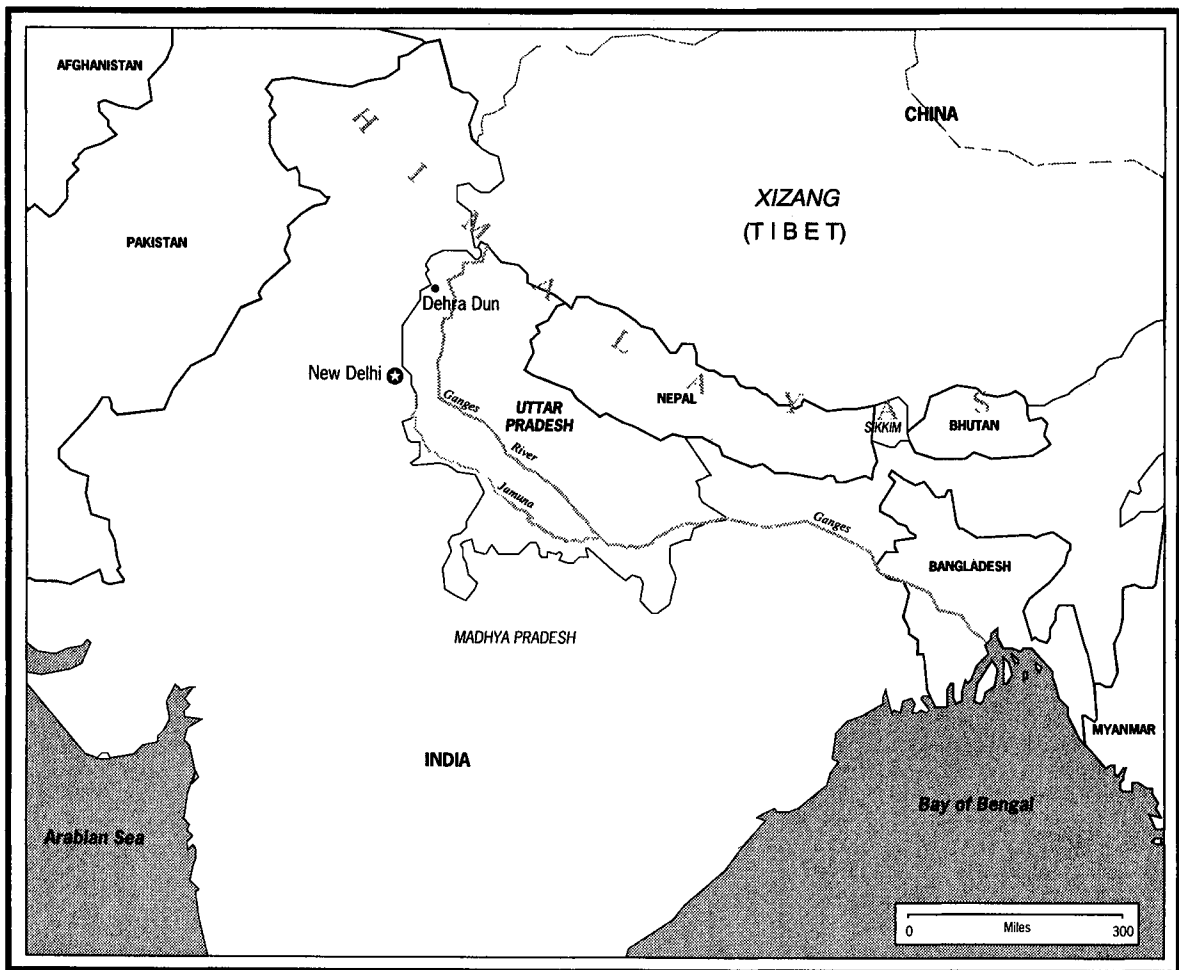 AFGHANISTAN
CHINA
HIMALAYAS
XIZANG
(TIBET)
PAKISTAN
Dehra Dun
New Delhi
Ganges
River
UTTAR
PRADESH
NEPAL
SIKKIM
BHUTAN
Jamuna
Ganges
BANGLADESH
MADHYA PRADESH
MYANMAR
INDIA
Bay of Bengal
Arabian Sea
0 Miles 300